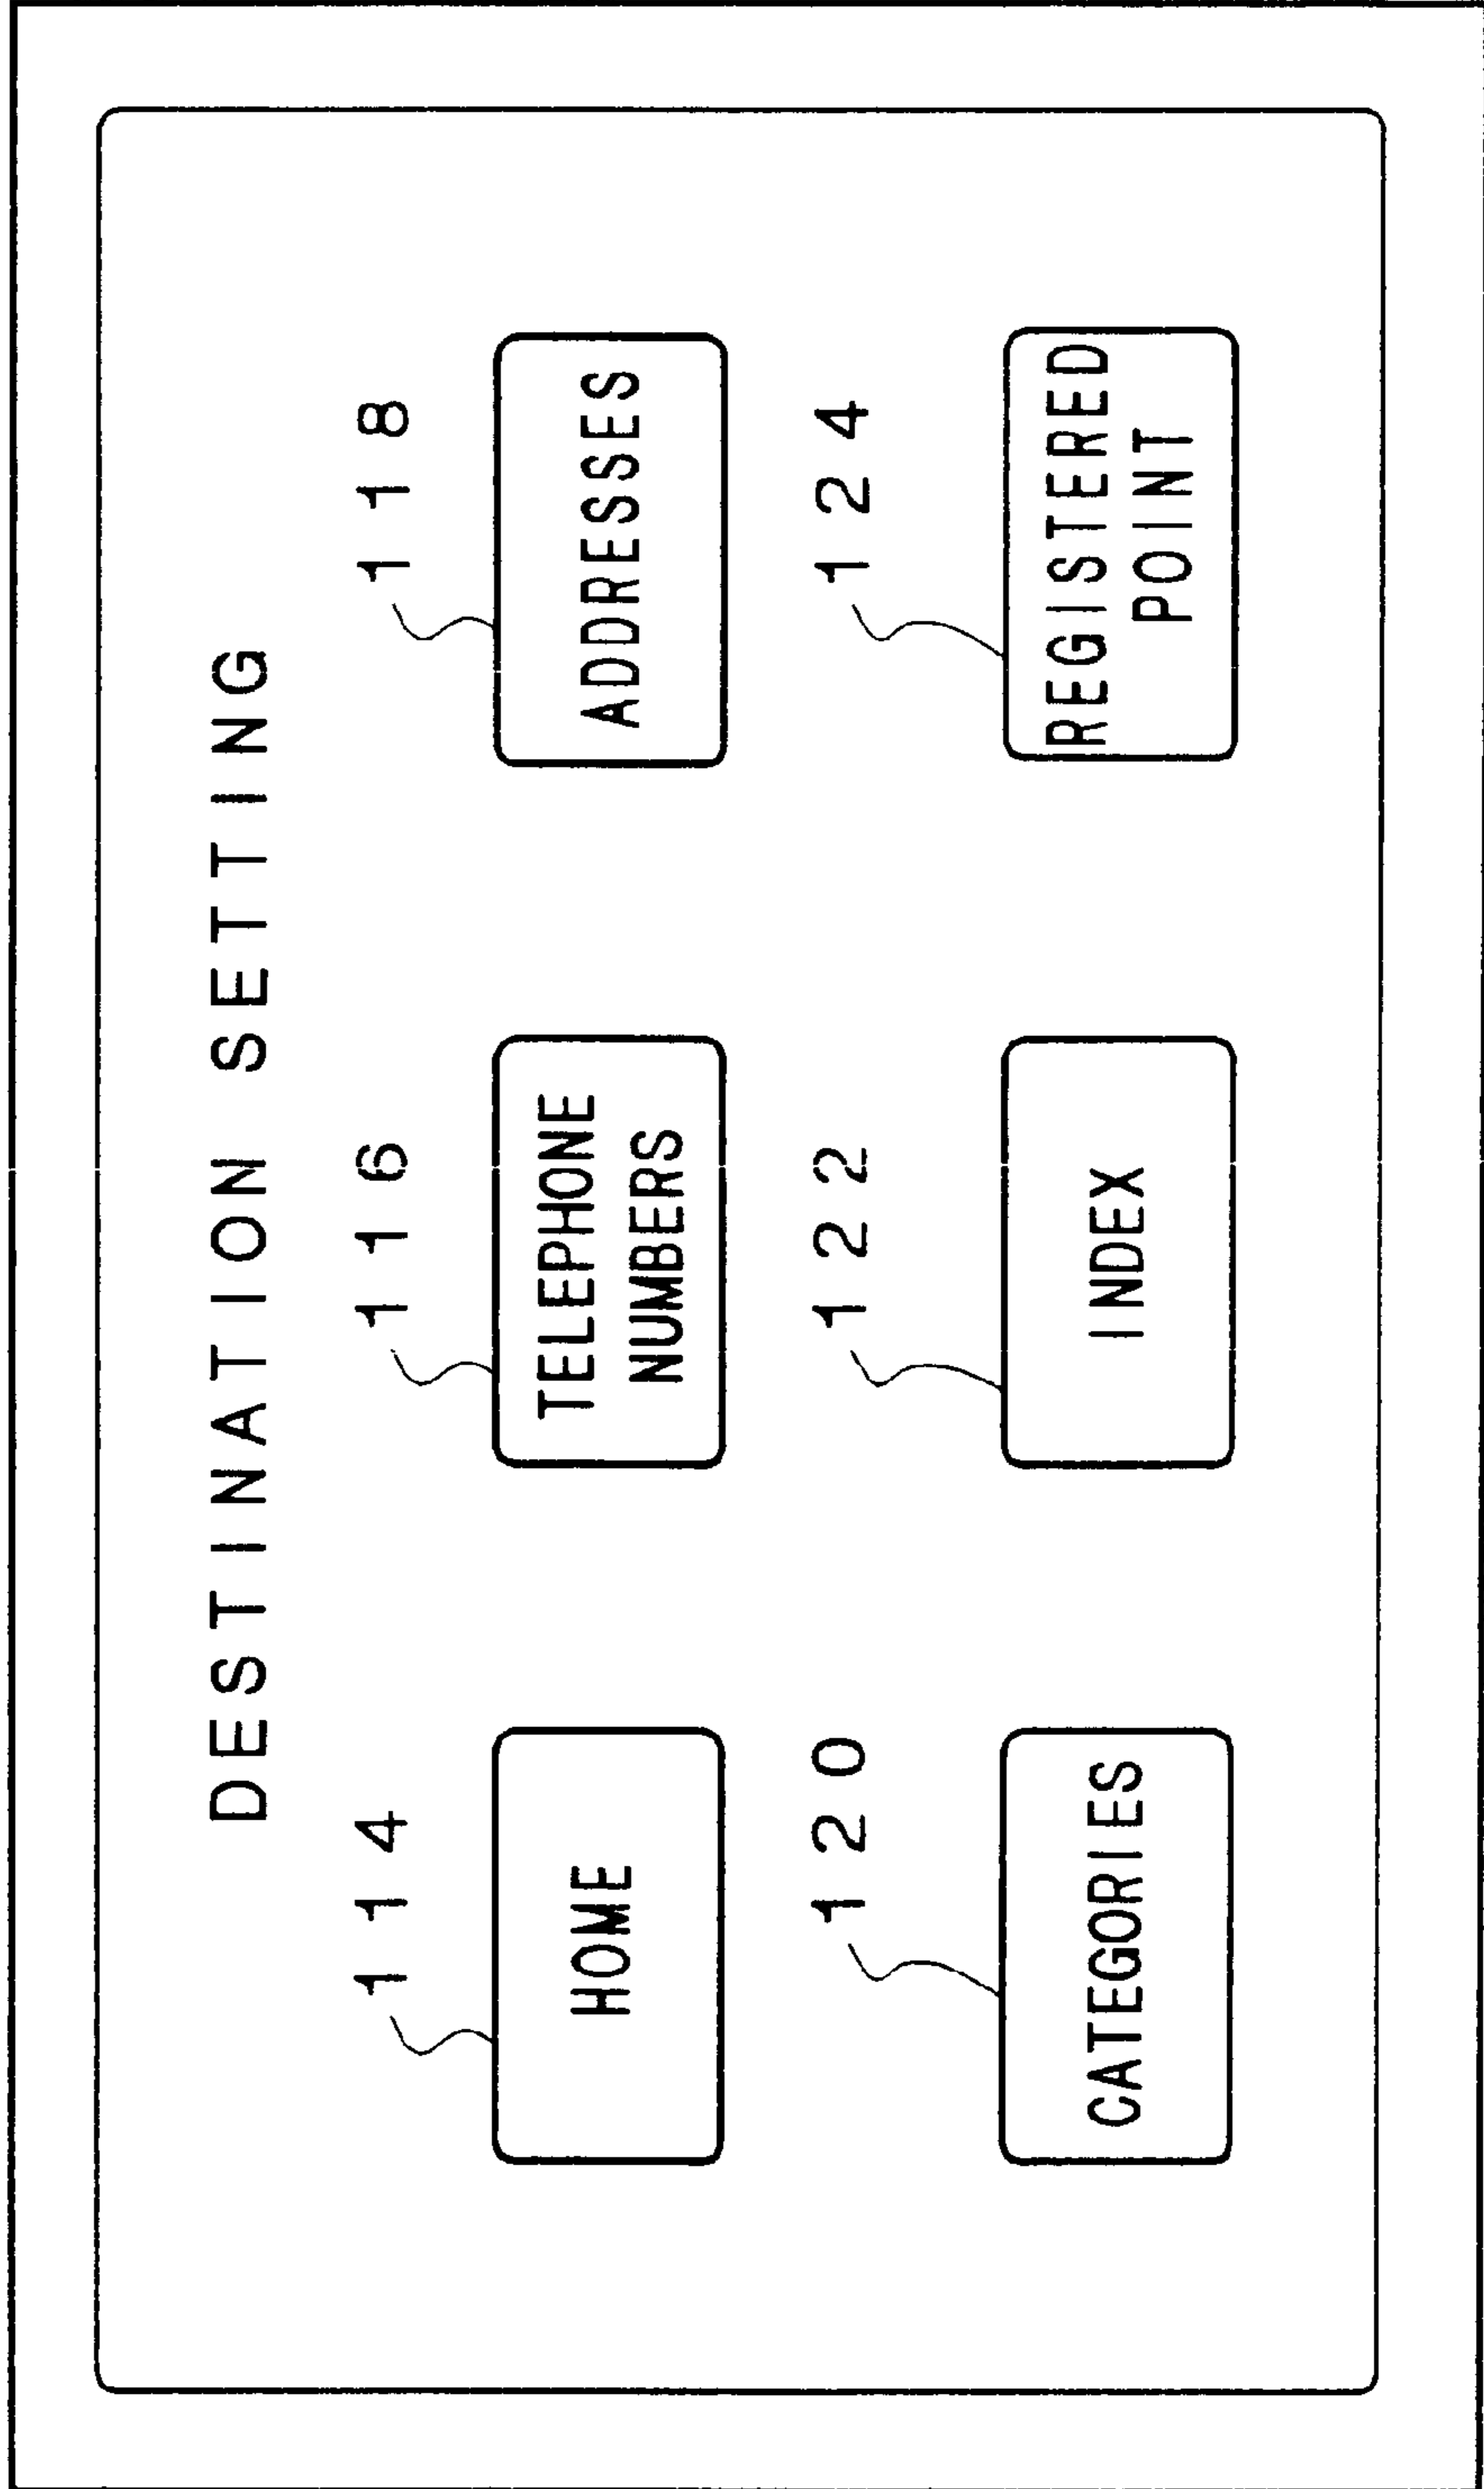 DESTINATION SETTING
114
116
118
HOME
TELEPHONE
NUMBERS
ADDRESSES
120
122
124
CATEGORIES
INDEX
REGISTERED
POINT